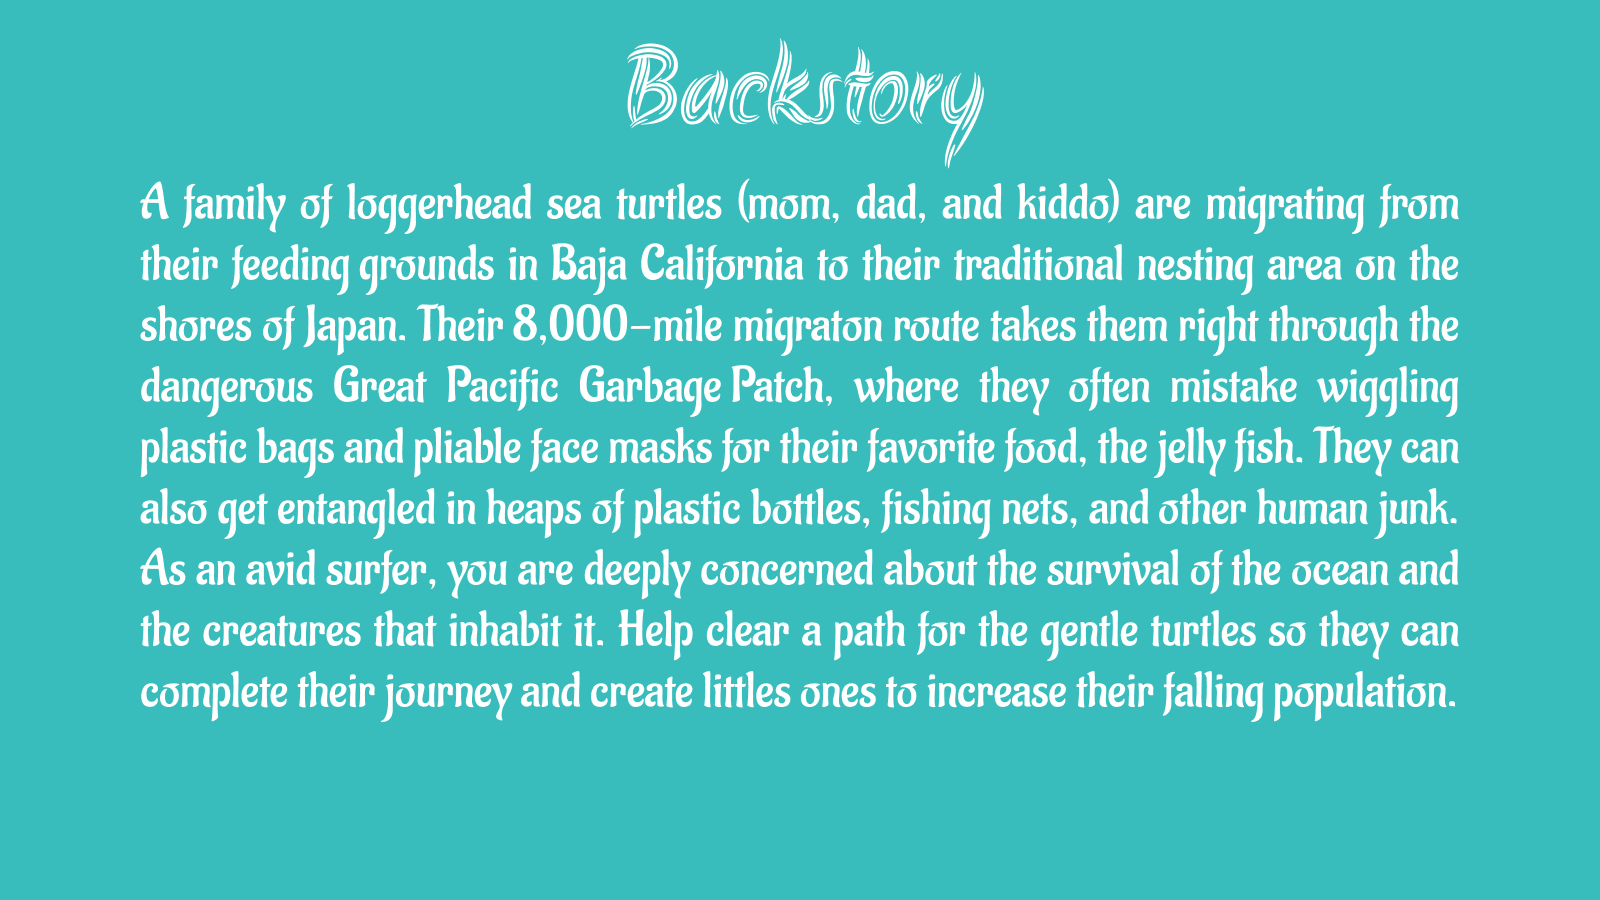 Backstory
A family of loggerhead sea turtles (mom, dad, and kiddo) are migrating from
their feeding grounds in Baja California to their traditional nesting area on the
shores of Japan. Their 8,000-mile migraton route takes them right through the
dangerous Great Pacific Garbage Patch, where they often mistake wiggling
plastic bags and pliable face masks for their favorite food, the jelly fish. They can
also get entangled in heaps of plastic bottles, fishing nets, and other human junk.
As an avid surfer, you are deeply concerned about the survival of the ocean and
the creatures that inhabit it. Help clear a path for the gentle turtles so they can
complete their journey and create littles ones to increase their falling population.